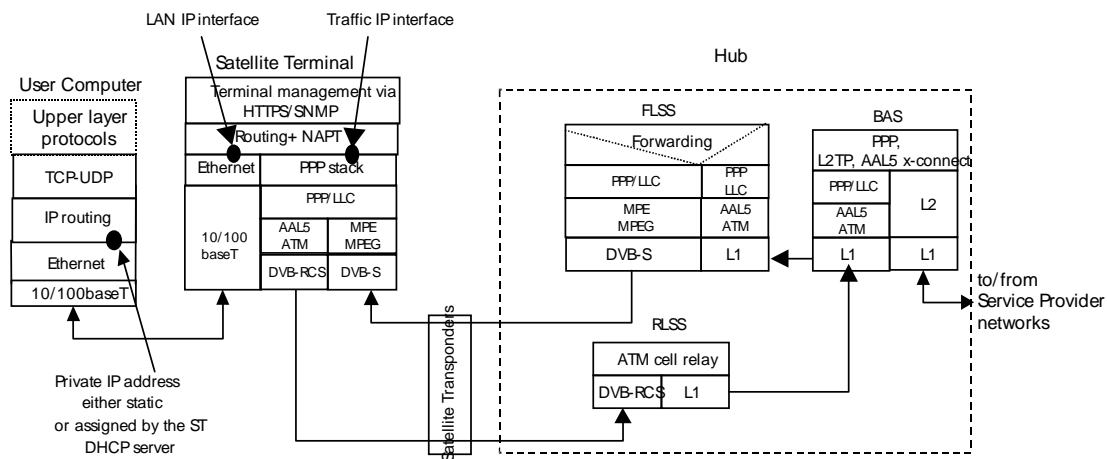 LAN IP interface
Traffic IP interface
Hub
Satellite Terminal
User Computer
Upper layer
protocols
TCP-UDP
IP routing
Ethernet
10/100baseT
Private IP address
either static
or assigned by the ST
DHCP server
Terminal management via
HTTPS/SNMP
Routing+ NAPT
Ethernet
PPP stack
PPP/LLC
10/100
baseT
AAL5
ATM
MPE
MPEG
DVB-RCS
DVB-S
Satellite Transponders
FLSS
Forwarding
PPP/LLC
PPP
LLC
MPE
MPEG
AAL5
ATM
DVB-S
L1
BAS
PPP,
L2TP, AAL5 x-connect
PPP/LLC
AAL5
ATM
L2
L1
L1
to/from
Service Provider
networks
RLSS
ATM cell relay
DVB-RCS
L1